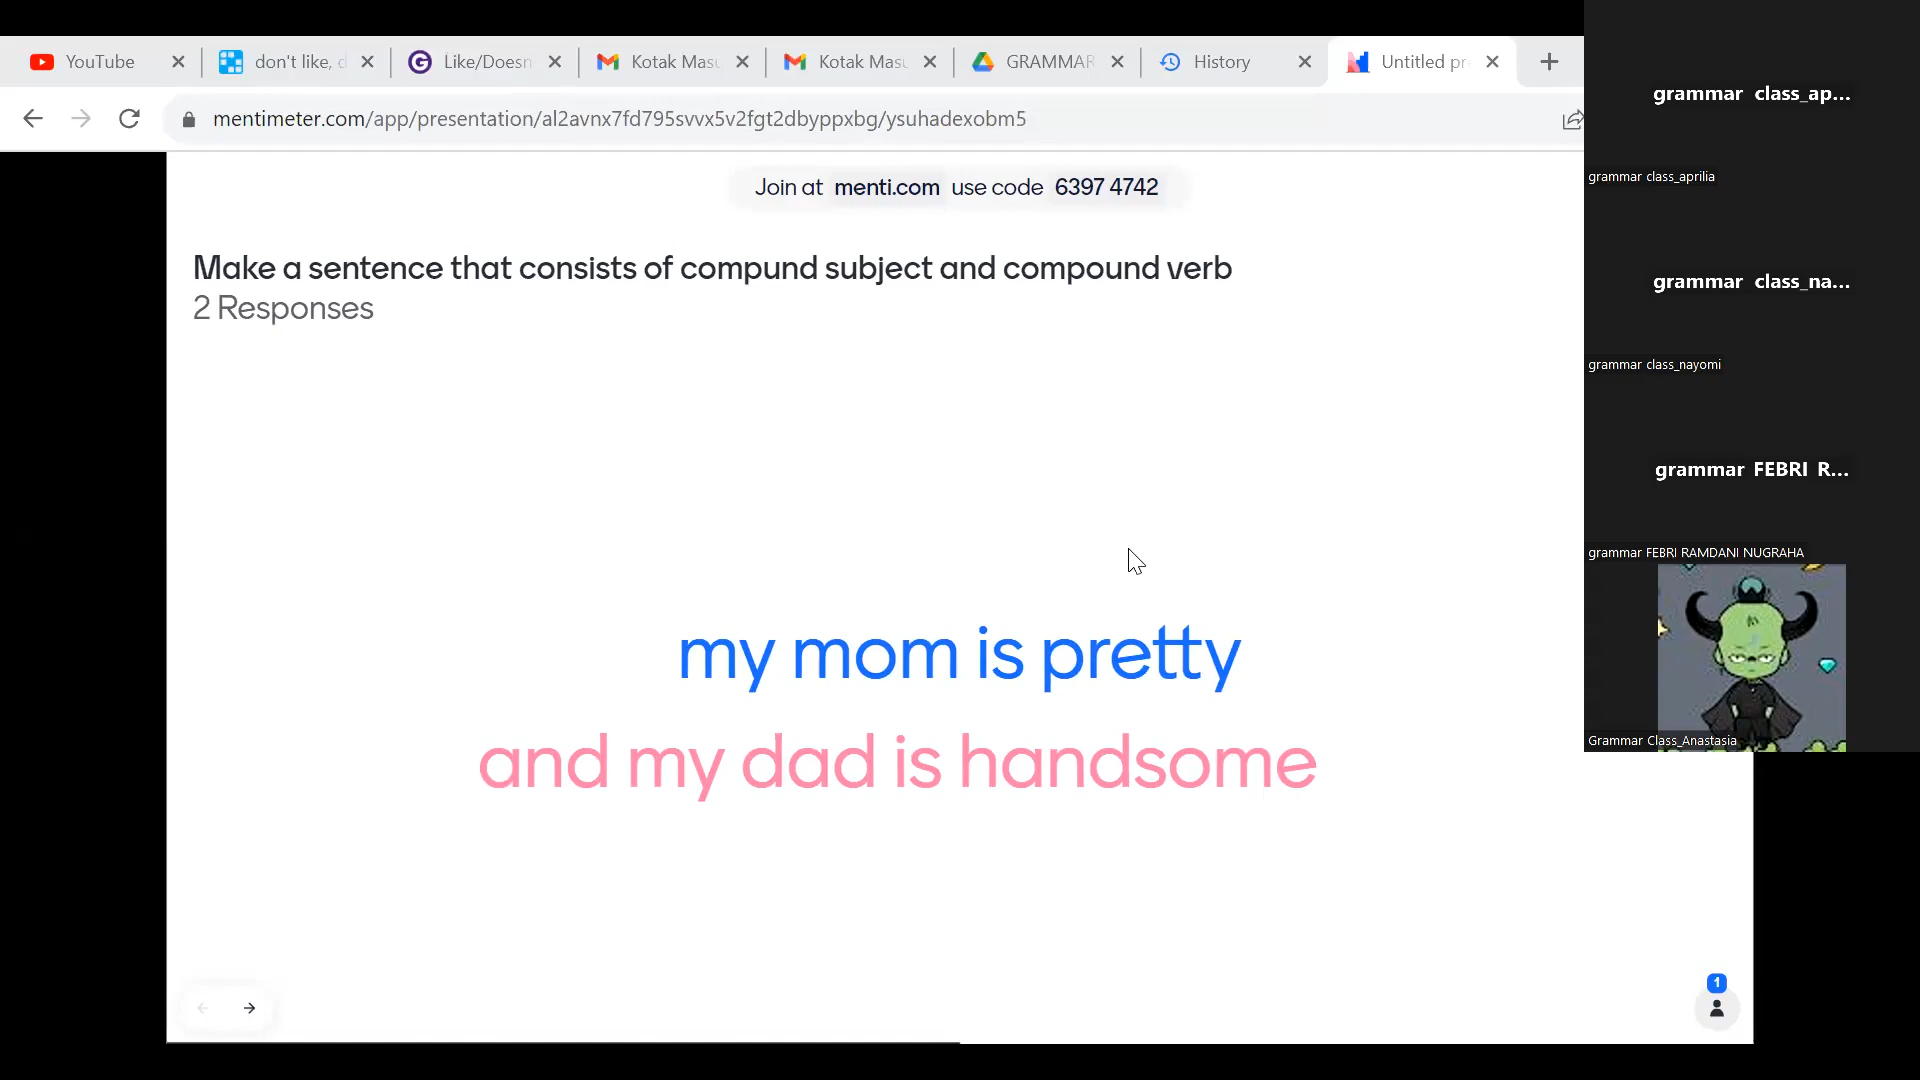 YouTube
don't like, d
Like/Doesn
Kotak Masu
Kotak Masu
GRAMMAR
History
Untitled pr
mentimeter.com/app/presentation/al2avnx7fd795svvx5v2fgt2dbyppxbg/ysuhadexobm5
Join at menti.com use code 6397 4742
Make a sentence that consists of compund subject and compound verb
2 Responses
my mom is pretty
and my dad is handsome
1
grammar class_ap...
grammar class_aprilia
grammar class_na...
grammar class_nayomi
grammar FEBRI R...
grammar FEBRI RAMDANI NUGRAHA
Grammar Class_Anastasia